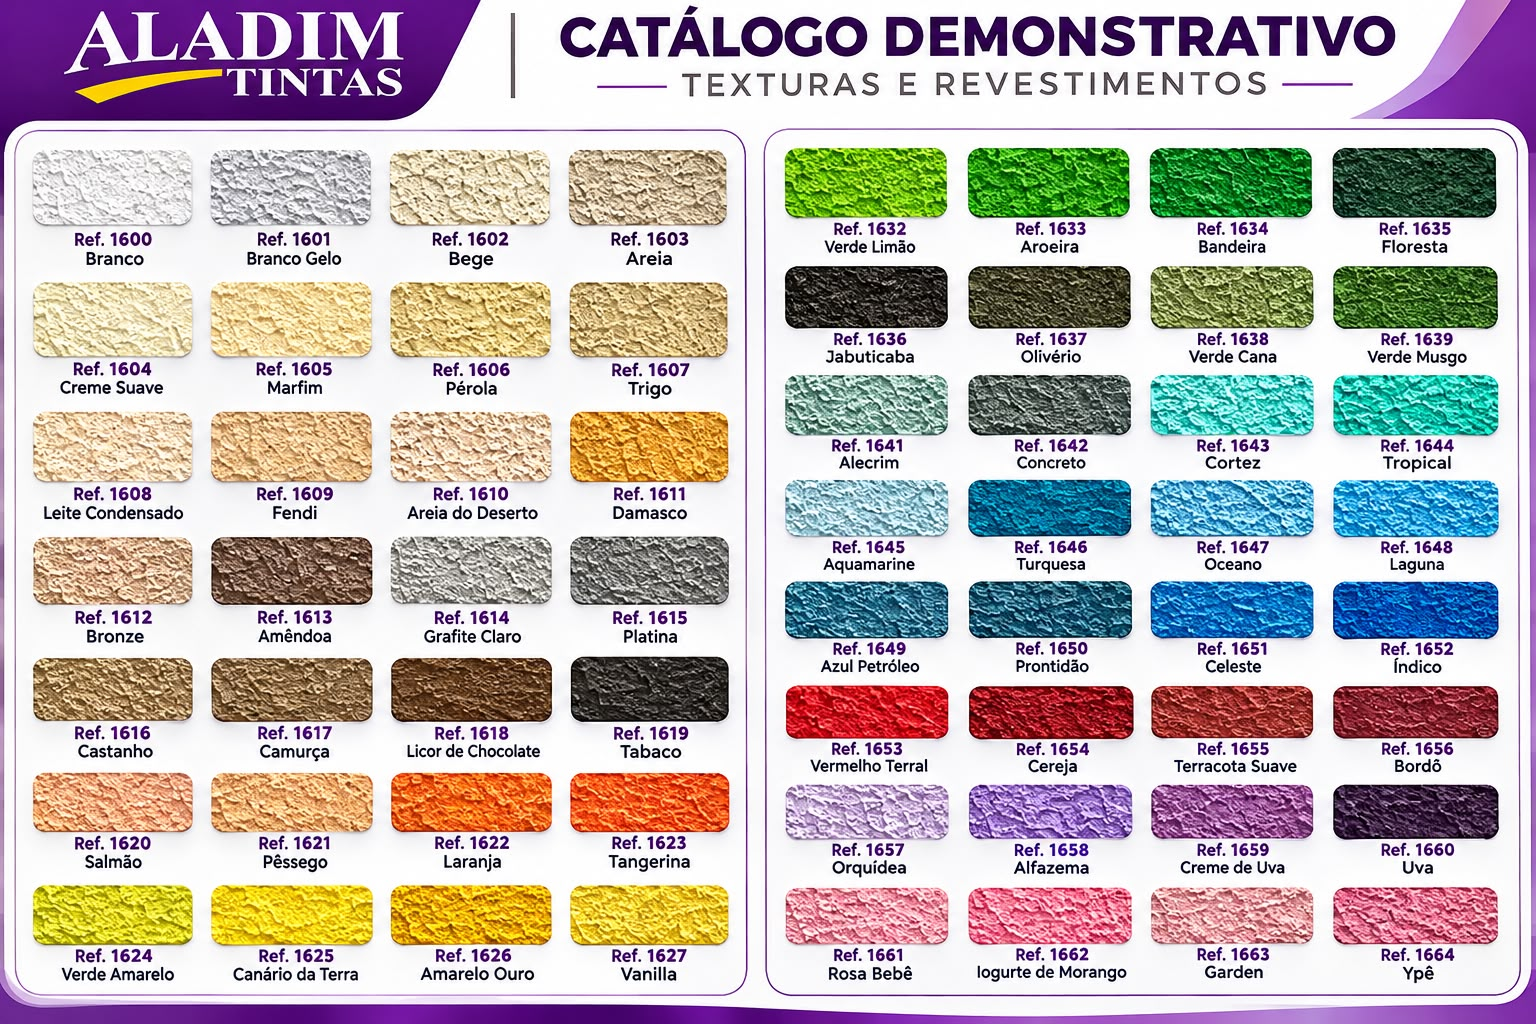 ALADIM
TINTAS
CATÁLOGO DEMONSTRATIVO
TEXTURAS E REVESTIMENTOS
Ref. 1600
Branco
Ref. 1601
Branco Gelo
Ref. 1602
Bege
Ref. 1603
Areia
Ref. 1604
Creme Suave
Ref. 1605
Marfim
Ref. 1606
Pérola
Ref. 1607
Trigo
Ref. 1608
Leite Condensado
Ref. 1609
Fendi
Ref. 1610
Areia do Deserto
Ref. 1611
Damasco
Ref. 1612
Bronze
Ref. 1613
Amêndoa
Ref. 1614
Grafite Claro
Ref. 1615
Platina
Ref. 1616
Castanho
Ref. 1617
Camurça
Ref. 1618
Licor de Chocolate
Ref. 1619
Tabaco
Ref. 1620
Salmão
Ref. 1621
Pêssego
Ref. 1622
Laranja
Ref. 1623
Tangerina
Ref. 1624
Verde Amarelo
Ref. 1625
Canário da Terra
Ref. 1626
Amarelo Ouro
Ref. 1627
Vanilla
Ref. 1632
Verde Limão
Ref. 1633
Aroeira
Ref. 1634
Bandeira
Ref. 1635
Floresta
Ref. 1636
Jabuticaba
Ref. 1637
Olivério
Ref. 1638
Verde Cana
Ref. 1639
Verde Musgo
Ref. 1641
Alecrim
Ref. 1642
Concreto
Ref. 1643
Cortez
Ref. 1644
Tropical
Ref. 1645
Aquamarine
Ref. 1646
Turquesa
Ref. 1647
Oceano
Ref. 1648
Laguna
Ref. 1649
Azul Petróleo
Ref. 1650
Prontidão
Ref. 1651
Celeste
Ref. 1652
Índico
Ref. 1653
Vermelho Terral
Ref. 1654
Cereja
Ref. 1655
Terracota Suave
Ref. 1656
Bordô
Ref. 1657
Orquídea
Ref. 1658
Alfazema
Ref. 1659
Creme de Uva
Ref. 1660
Uva
Ref. 1661
Rosa Bebê
Ref. 1662
Iogurte de Morango
Ref. 1663
Garden
Ref. 1664
Ypê